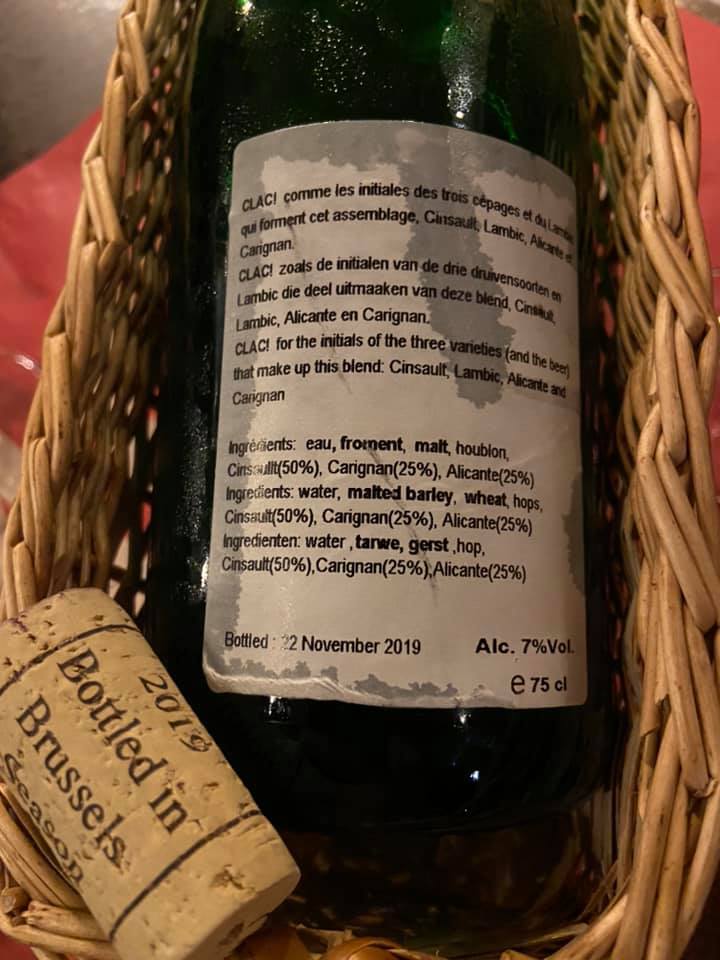 CLAC! comme les initiales des trois cépages et du Lambic
qui forment cet assemblage, Cinsault, Lambic, Alicante et
Carignan.
CLAC! zoals de initialen van de drie druivensoorten en
Lambic die deel uitmaaken van deze blend, Cinsault,
Lambic, Alicante en Carignan.
CLAC! for the initials of the three varieties (and the beer)
that make up this blend: Cinsault, Lambic, Alicante and
Carignan
Ingrédients: eau, froment, malt, houblon,
Cinsaullt(50%), Carignan(25%), Alicante(25%)
Ingredients: water, malted barley, wheat, hops,
Cinsault(50%), Carignan(25%), Alicante(25%)
Ingredienten: water ,tarwe, gerst ,hop,
Cinsault(50%),Carignan(25%),Alicante(25%)
Bottled : 22 November 2019 Alc. 7%Vol.
e 75 cl
2019
Bottled in
Brussels
Season